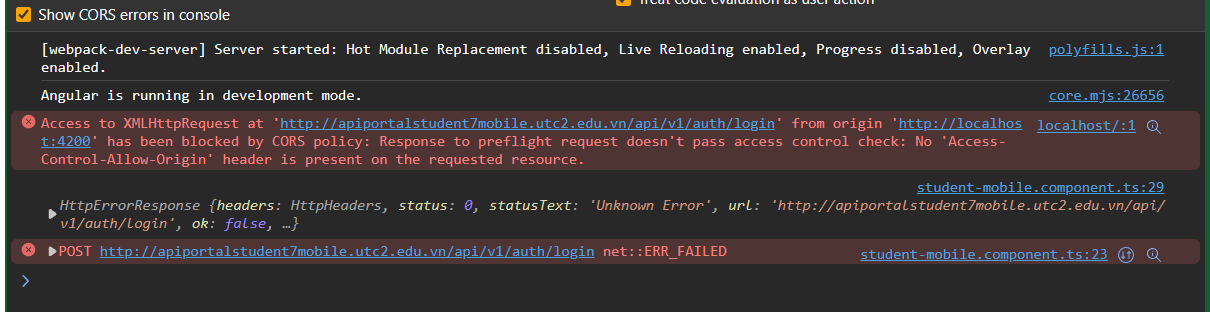 Show CORS errors in console
Treat code evaluation as user action
[webpack-dev-server] Server started: Hot Module Replacement disabled, Live Reloading enabled, Progress disabled, Overlay polyfills.js:1
enabled.
Angular is running in development mode. core.mjs:26656
Access to XMLHttpRequest at 'http://apiportalstudent7mobile.utc2.edu.vn/api/v1/auth/login' from origin 'http://localhos localhost/:1
t:4200' has been blocked by CORS policy: Response to preflight request doesn't pass access control check: No 'Access-
Control-Allow-Origin' header is present on the requested resource.
student-mobile.component.ts:29
HttpErrorResponse {headers: HttpHeaders, status: 0, statusText: 'Unknown Error', url: 'http://apiportalstudent7mobile.utc2.edu.vn/api/
v1/auth/login', ok: false, …}
POST http://apiportalstudent7mobile.utc2.edu.vn/api/v1/auth/login net::ERR_FAILED student-mobile.component.ts:23